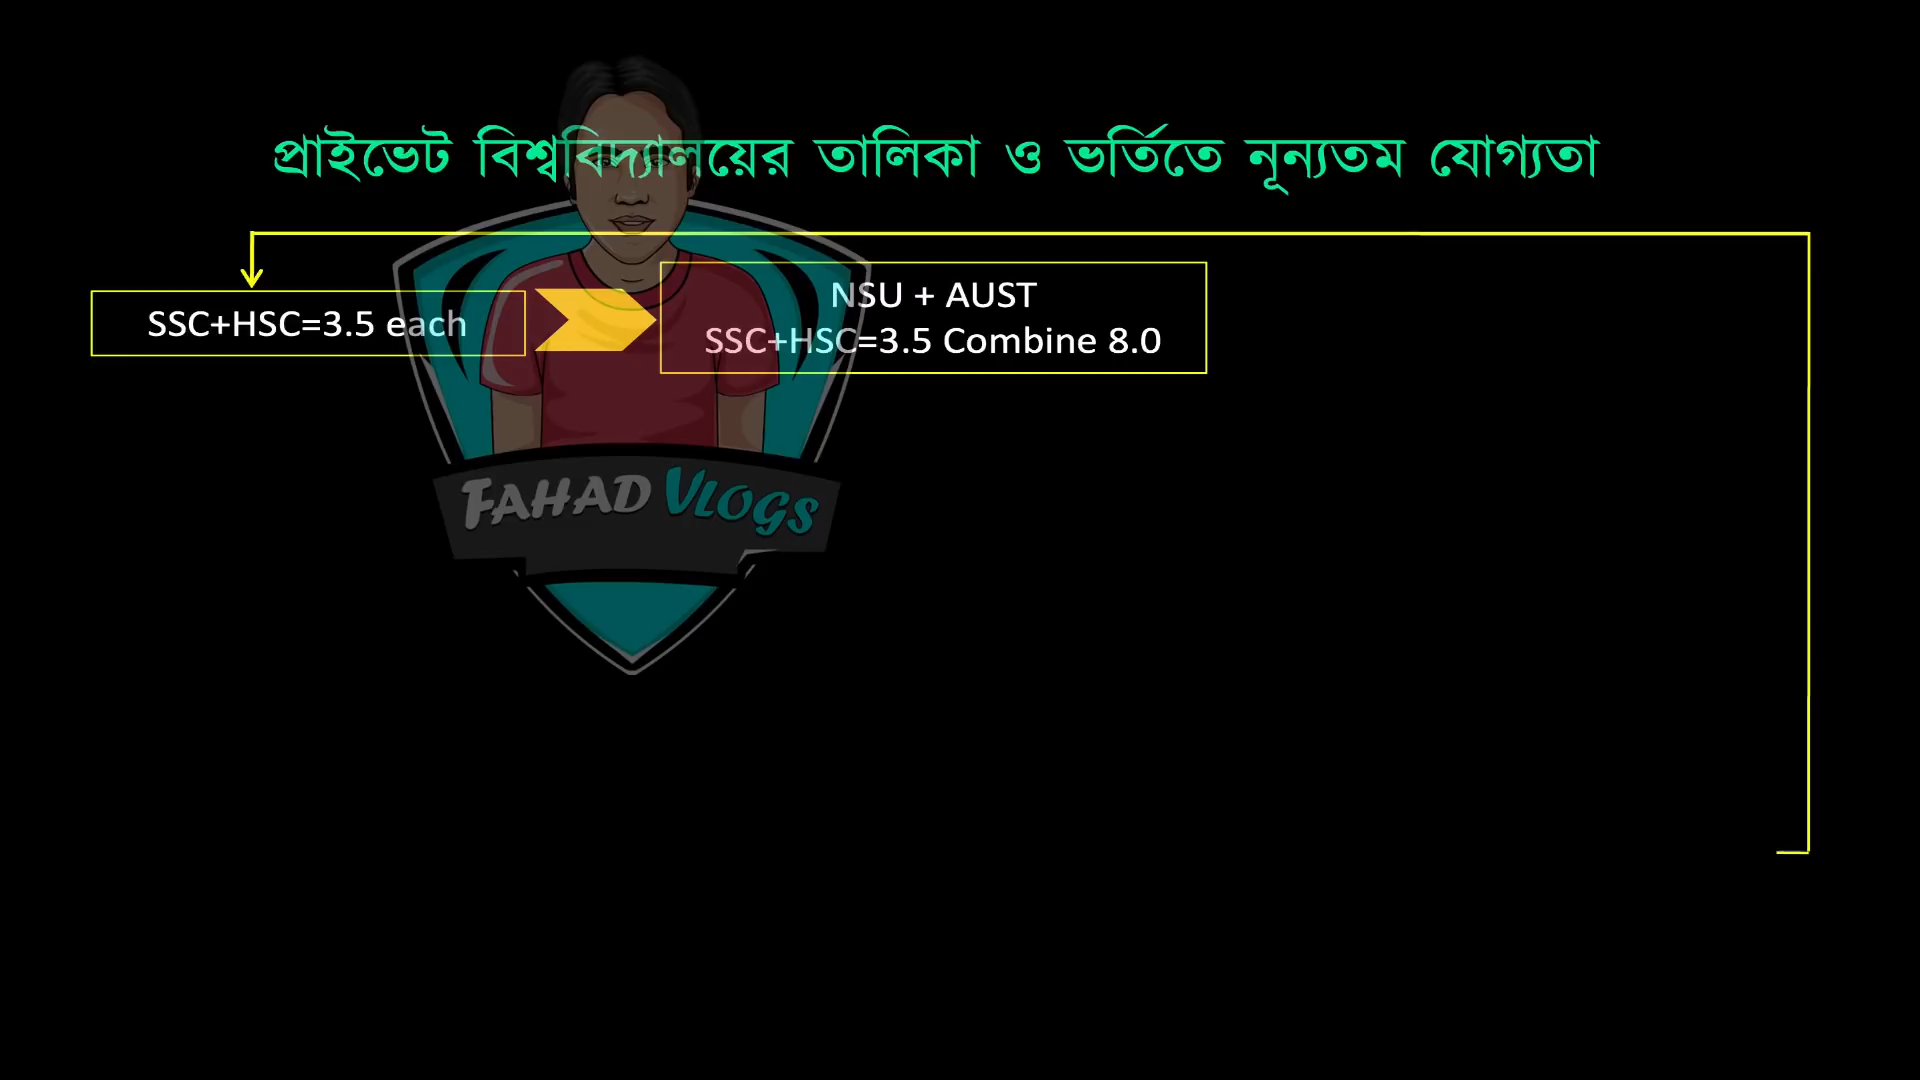 প্রাইভেট বিশ্ববিদ্যালয়ের তালিকা ও ভর্তিতে নূন্যতম যোগ্যতা
SSC+HSC=3.5 each
NSU + AUST
SSC+HSC=3.5 Combine 8.0
FAHAD VLOGS